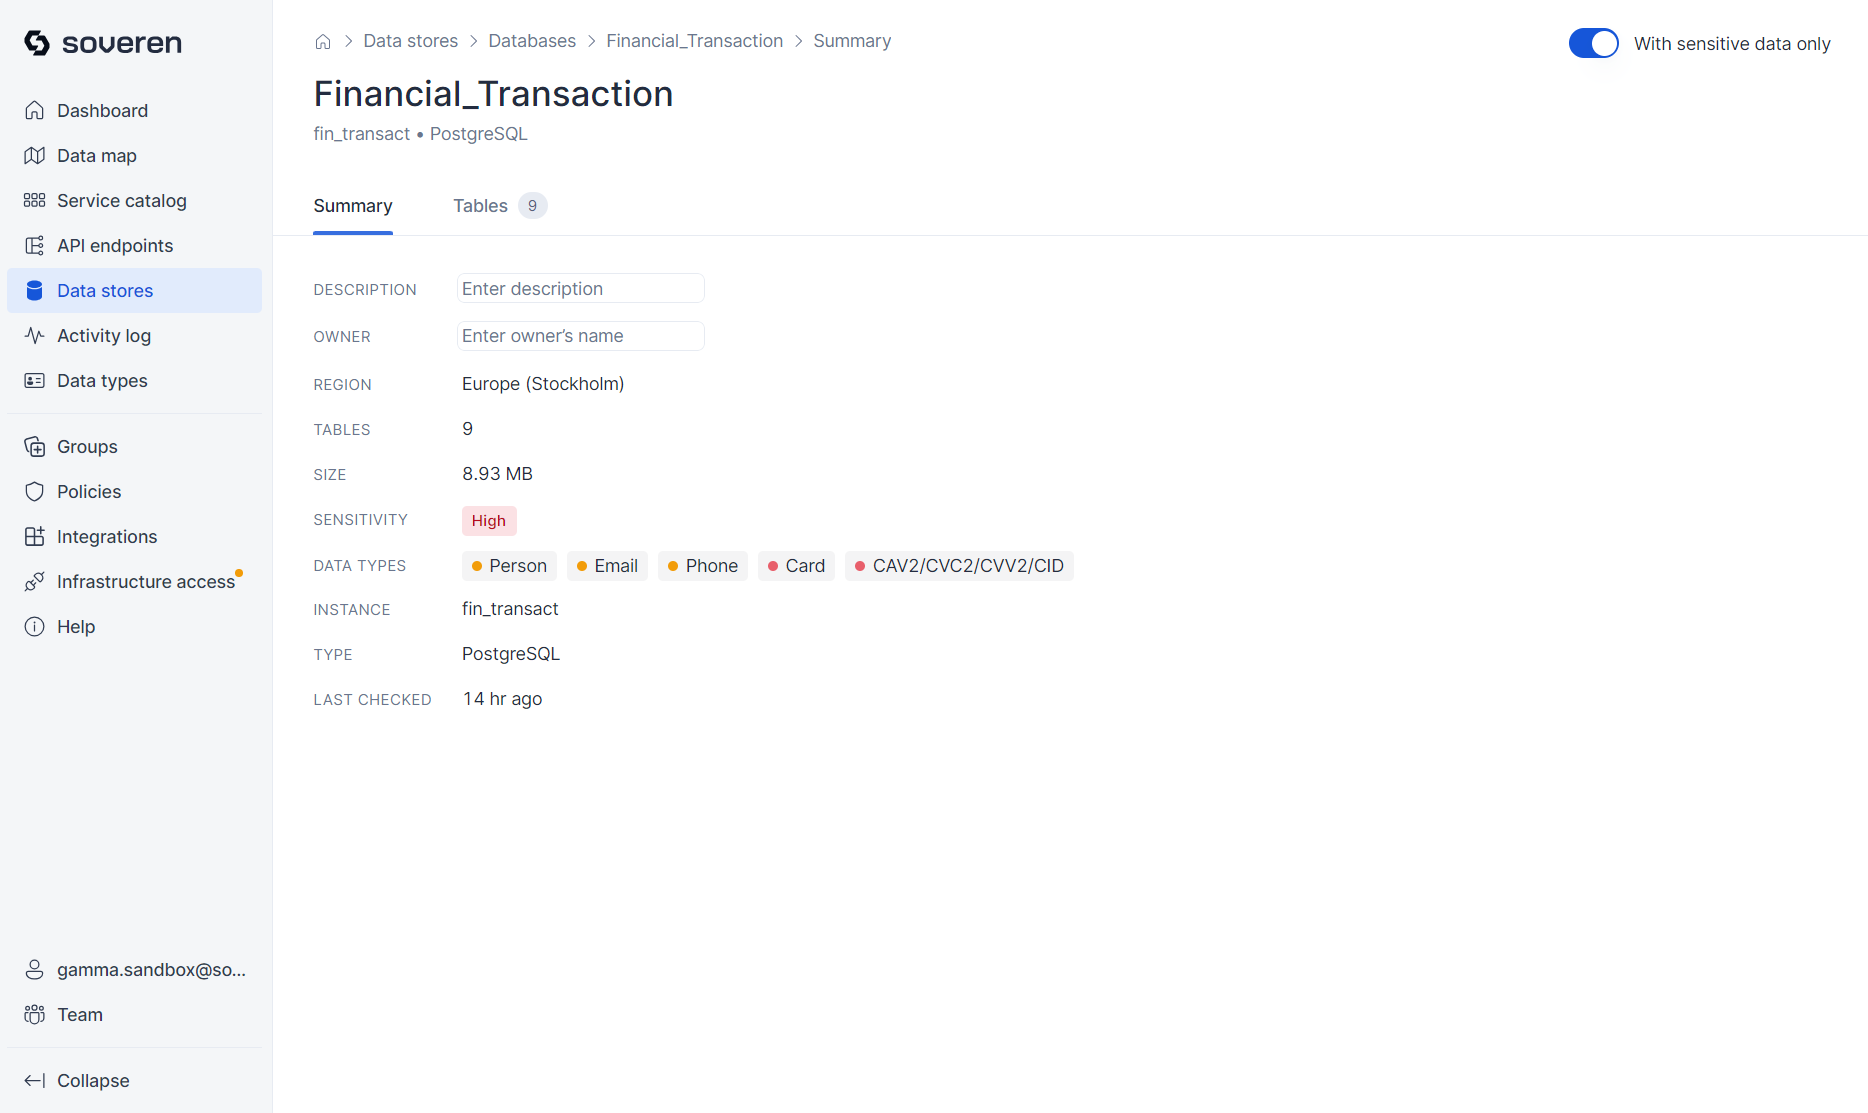 soveren
Dashboard
Data map
Service catalog
API endpoints
Data stores
Activity log
Data types
Groups
Policies
Integrations
Infrastructure access
Help
gamma.sandbox@so...
Team
Collapse
Data stores > Databases > Financial_Transaction > Summary
With sensitive data only
Financial_Transaction
fin_transact • PostgreSQL
Summary Tables 9
DESCRIPTION Enter description
OWNER Enter owner’s name
REGION Europe (Stockholm)
TABLES 9
SIZE 8.93 MB
SENSITIVITY High
DATA TYPES Person Email Phone Card CAV2/CVC2/CVV2/CID
INSTANCE fin_transact
TYPE PostgreSQL
LAST CHECKED 14 hr ago